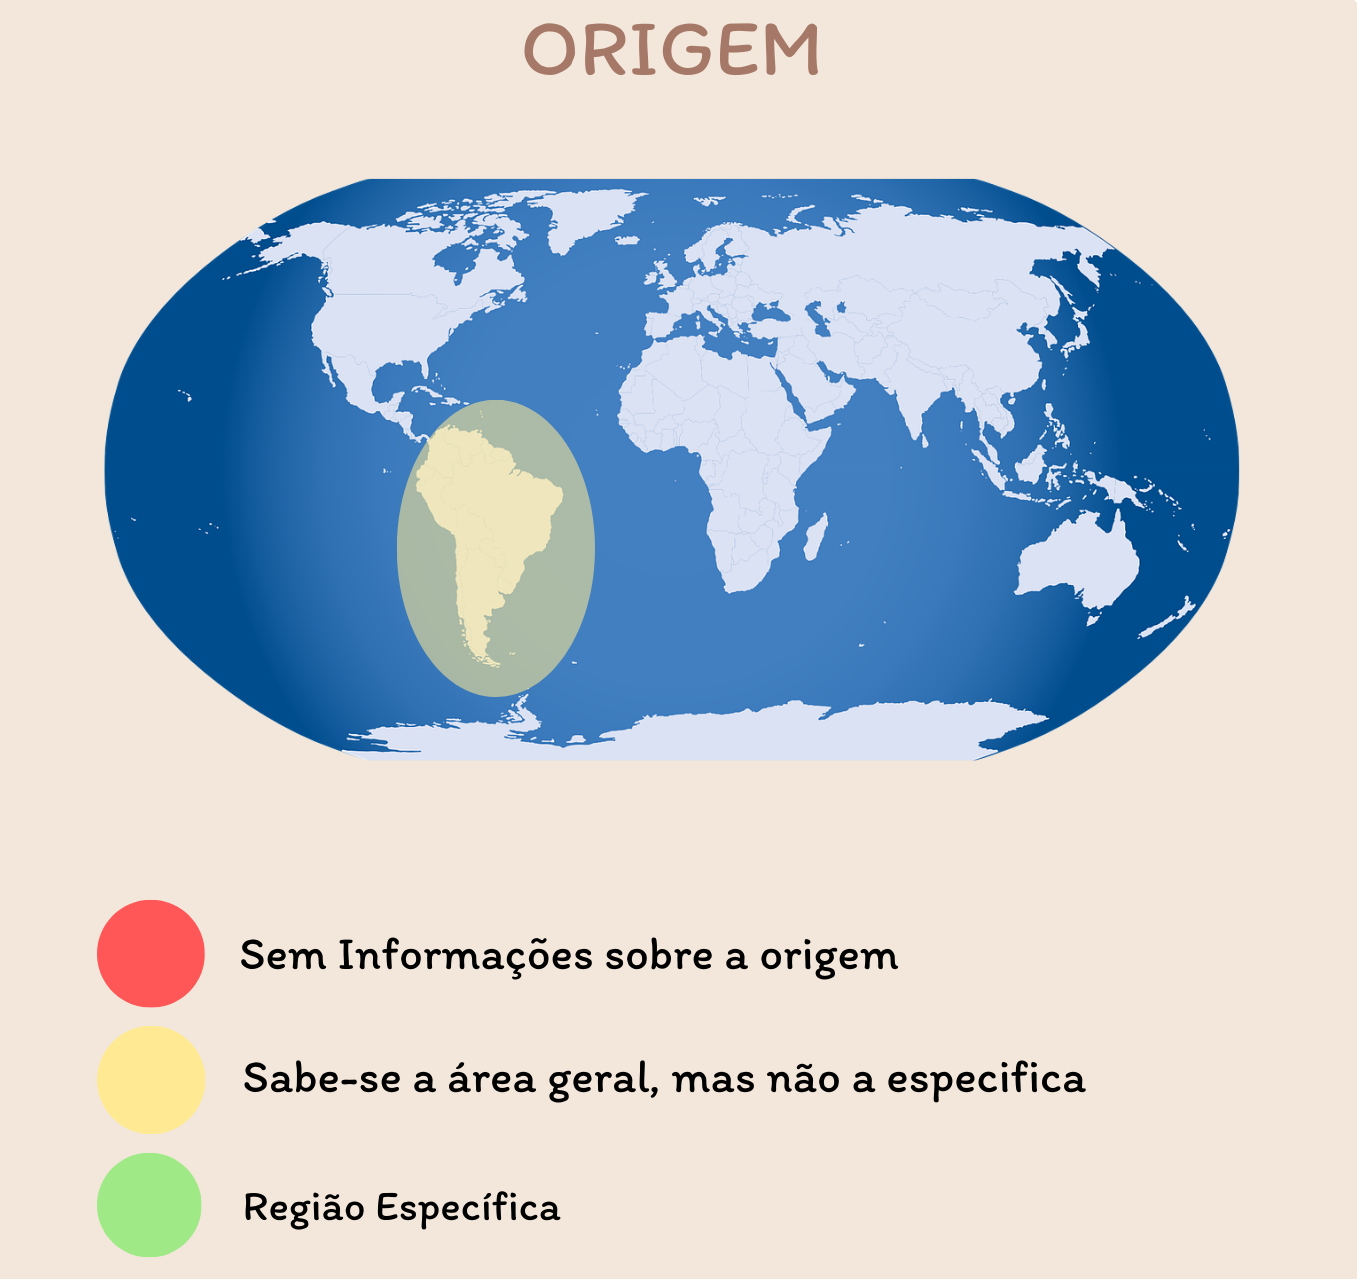 ORIGEM
Sem Informações sobre a origem
Sabe-se a área geral, mas não a especifica
Região Específica